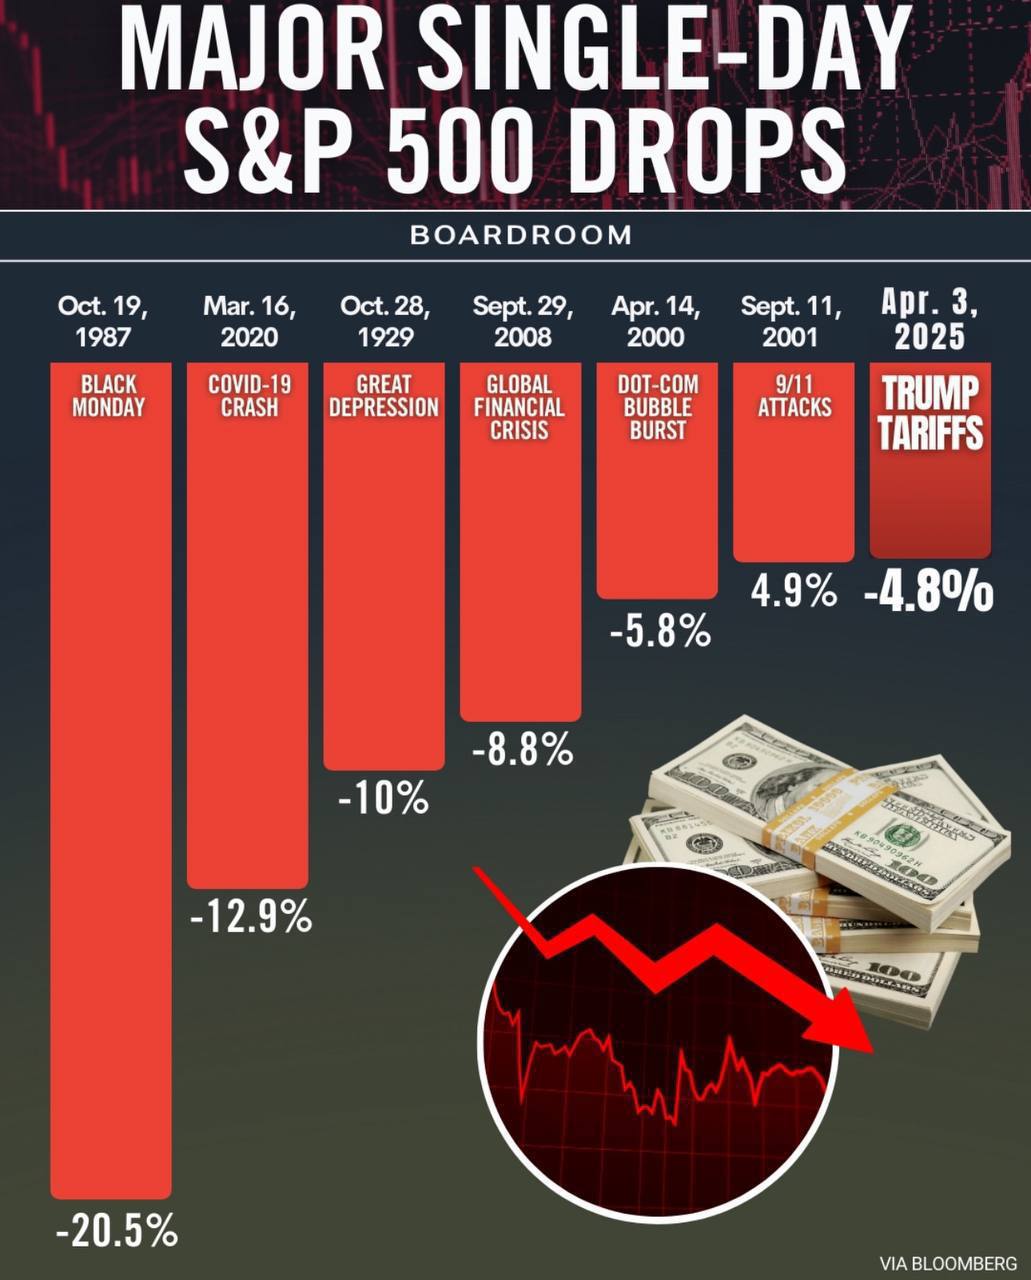 MAJOR SINGLE-DAY
S&P 500 DROPS
BOARDROOM
Oct. 19,
1987
BLACK
MONDAY
-20.5%
Mar. 16,
2020
COVID-19
CRASH
-12.9%
Oct. 28,
1929
GREAT
DEPRESSION
-10%
Sept. 29,
2008
GLOBAL
FINANCIAL
CRISIS
-8.8%
Apr. 14,
2000
DOT-COM
BUBBLE
BURST
-5.8%
Sept. 11,
2001
9/11
ATTACKS
4.9%
Apr. 3,
2025
TRUMP
TARIFFS
-4.8%
100
100
VIA BLOOMBERG